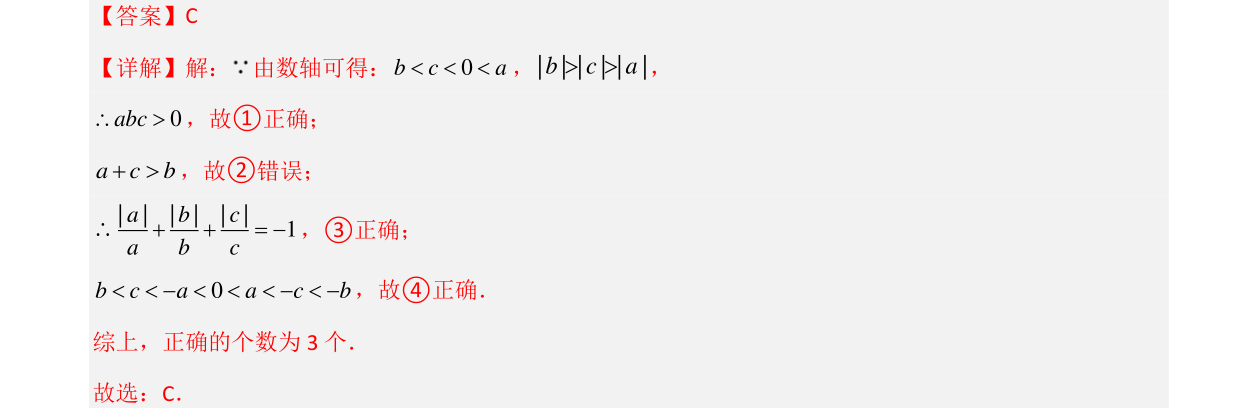 【答案】C
【详解】解：∵由数轴可得：b<c<0<a，|b|>|c|>|a|，
∴abc>0，故①正确；
a+c>b，故②错误；
∴|a|/a+|b|/b+|c|/c=−1，③正确；
b<c<−a<0<a<−c<−b，故④正确．
综上，正确的个数为 3 个．
故选：C．